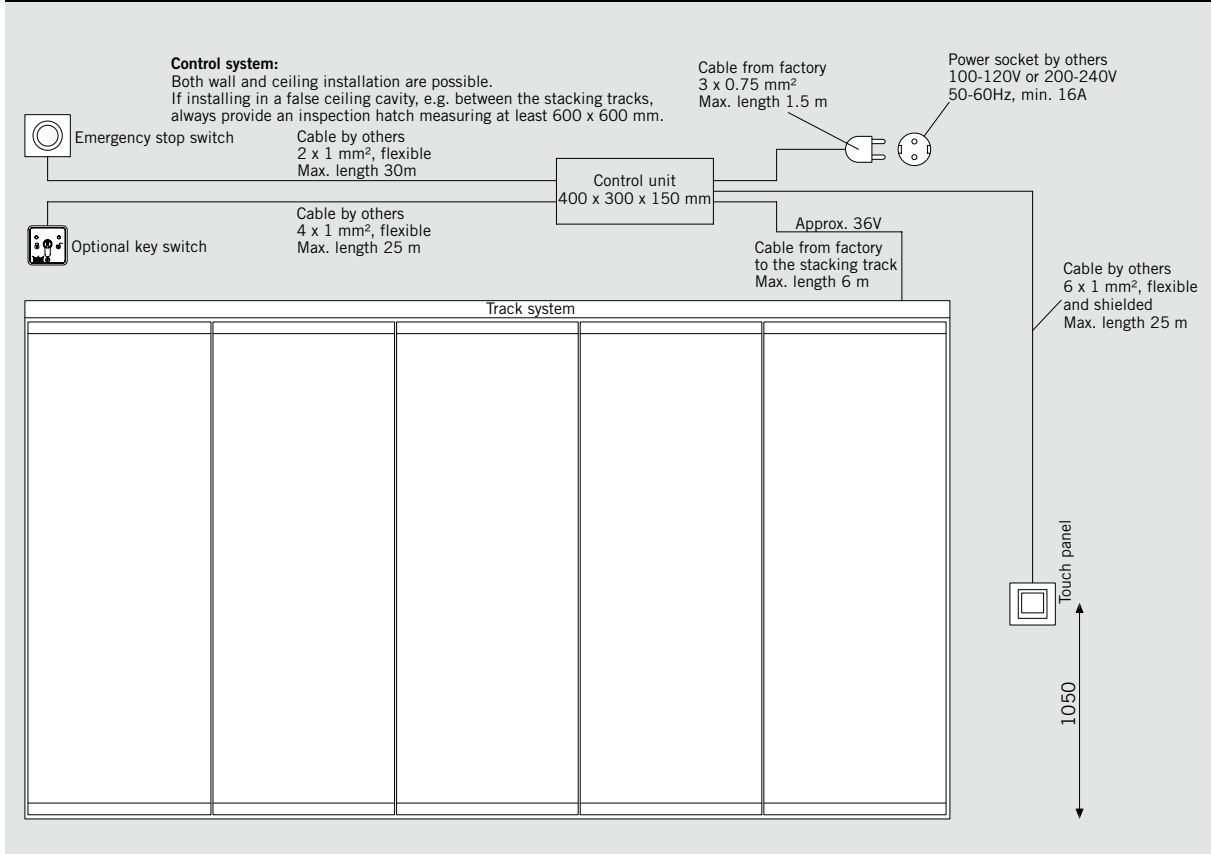 Control system:
Both wall and ceiling installation are possible.
If installing in a false ceiling cavity, e.g. between the stacking tracks,
always provide an inspection hatch measuring at least 600 x 600 mm.
Cable from factory
3 x 0.75 mm²
Max. length 1.5 m
Power socket by others
100-120V or 200-240V
50-60Hz, min. 16A
Emergency stop switch
Cable by others
2 x 1 mm², flexible
Max. length 30m
Control unit
400 x 300 x 150 mm
Optional key switch
Cable by others
4 x 1 mm², flexible
Max. length 25 m
Approx. 36V
Cable from factory
to the stacking track
Max. length 6 m
Cable by others
6 x 1 mm², flexible
and shielded
Max. length 25 m
Track system
Touch panel
1050